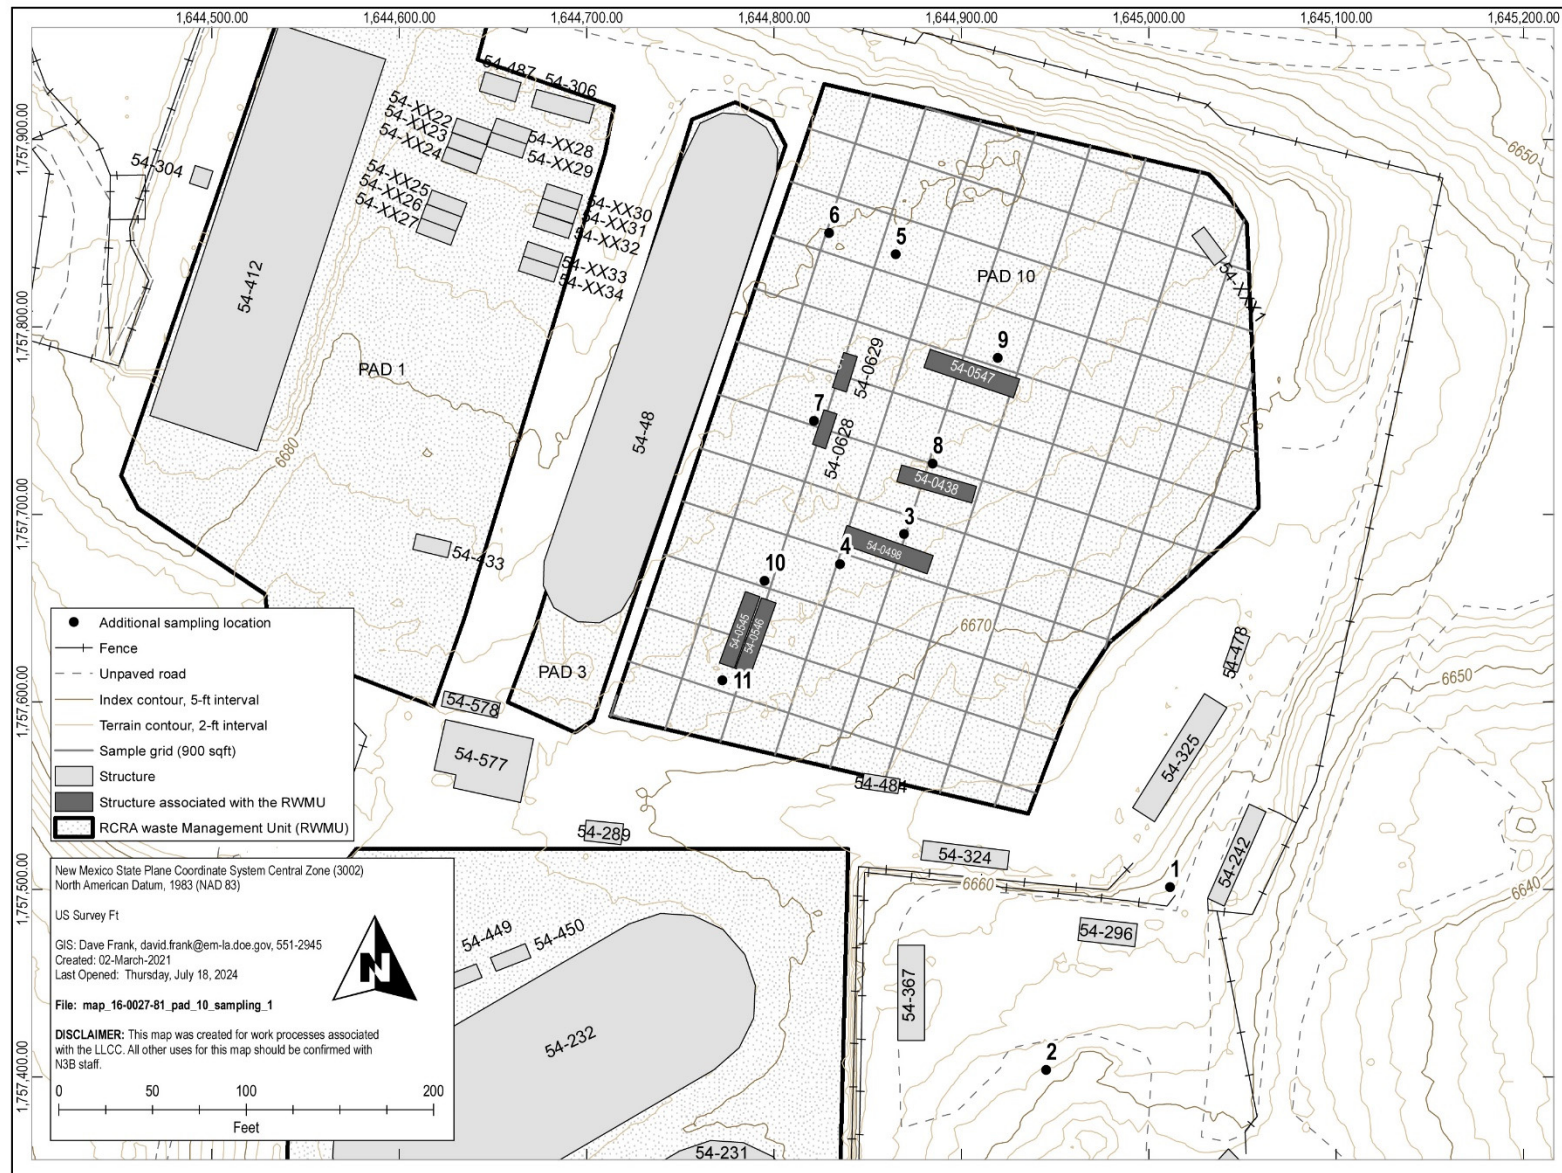 1,644,500.00
1,644,600.00
1,644,700.00
1,644,800.00
1,644,900.00
1,645,000.00
1,645,100.00
1,645,200.00
1,757,900.00
1,757,800.00
1,757,700.00
1,757,600.00
1,757,500.00
1,757,400.00
54-487
54-306
54-XX22
54-XX23
54-XX24
54-XX28
54-XX29
54-304
54-XX25
54-XX26
54-XX27
54-XX30
54-XX31
54-XX32
54-XX33
54-XX34
54-412
PAD 1
6680
54-433
54-48
PAD 3
6650
6
5
PAD 10
54-XXX1
9
54-0547
54-0629
7
54-0628
8
54-0438
3
54-0498
4
10
54-0545
54-0546
11
6670
54-478
6650
54-325
54-578
54-577
54-484
54-289
54-324
54-242
6660
1
6640
54-296
54-367
2
54-449
54-450
54-232
54-231
Additional sampling location
Fence
Unpaved road
Index contour, 5-ft interval
Terrain contour, 2-ft interval
Sample grid (900 sqft)
Structure
Structure associated with the RWMU
RCRA waste Management Unit (RWMU)
New Mexico State Plane Coordinate System Central Zone (3002)
North American Datum, 1983 (NAD 83)
US Survey Ft
GIS: Dave Frank, david.frank@em-la.doe.gov, 551-2945
Created: 02-March-2021
Last Opened: Thursday, July 18, 2024
N
File: map_16-0027-81_pad_10_sampling_1
DISCLAIMER: This map was created for work processes associated
with the LLCC. All other uses for this map should be confirmed with
N3B staff.
0 50 100 200
Feet